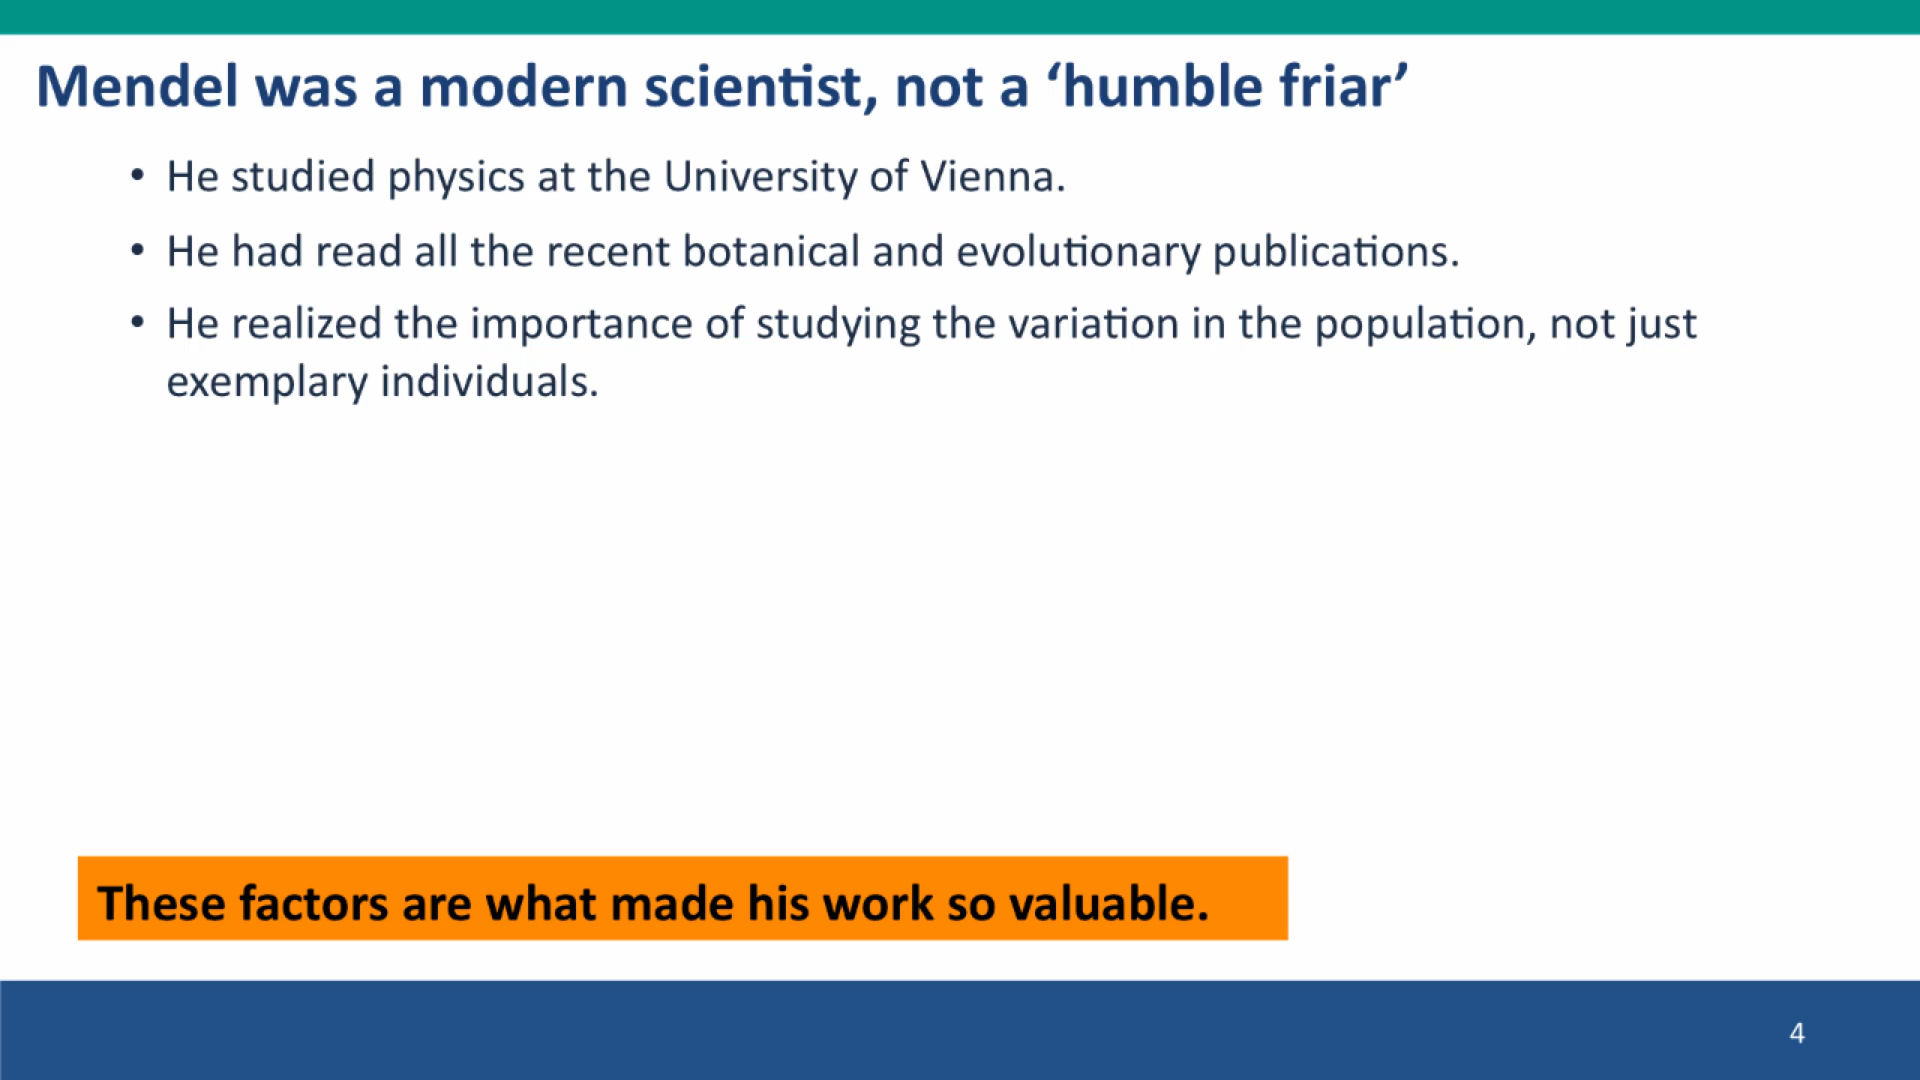 Mendel was a modern scientist, not a ‘humble friar’
• He studied physics at the University of Vienna.
• He had read all the recent botanical and evolutionary publications.
• He realized the importance of studying the variation in the population, not just
exemplary individuals.
These factors are what made his work so valuable.
4